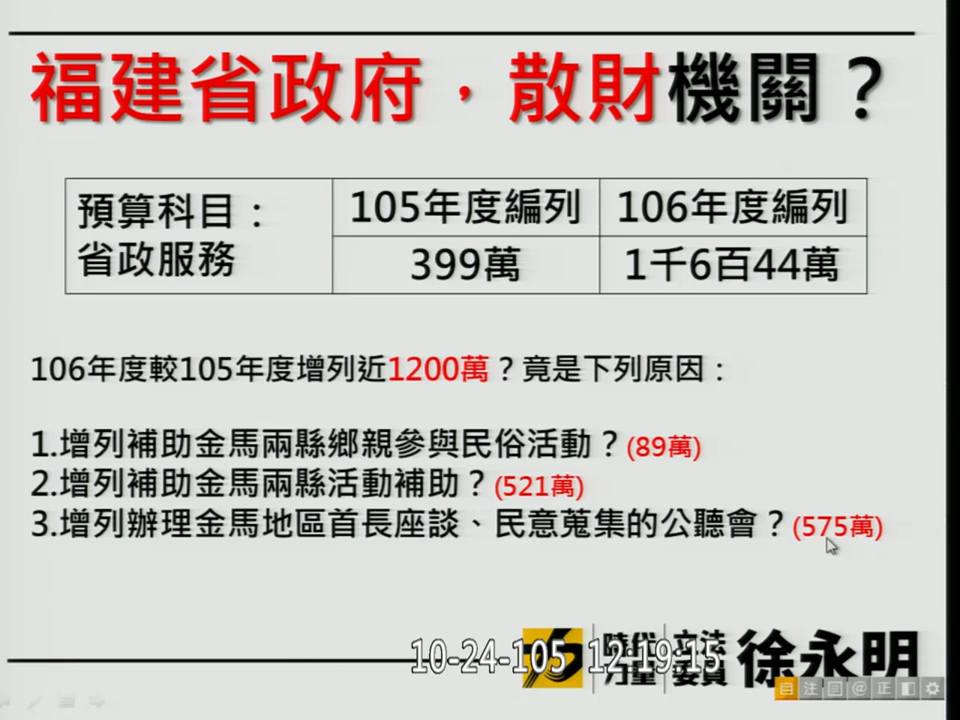 福建省政府，散財機關？
預算科目：
省政服務
105年度編列
106年度編列
399萬
1千6百44萬
106年度較105年度增列近1200萬？竟是下列原因：
1.增列補助金馬兩縣鄉親參與民俗活動？(89萬)
2.增列補助金馬兩縣活動補助？(521萬)
3.增列辦理金馬地區首長座談、民意蒐集的公聽會？(575萬)
時代力量
立法委員
徐永明
10-24-105 12:19:15
自注回@正